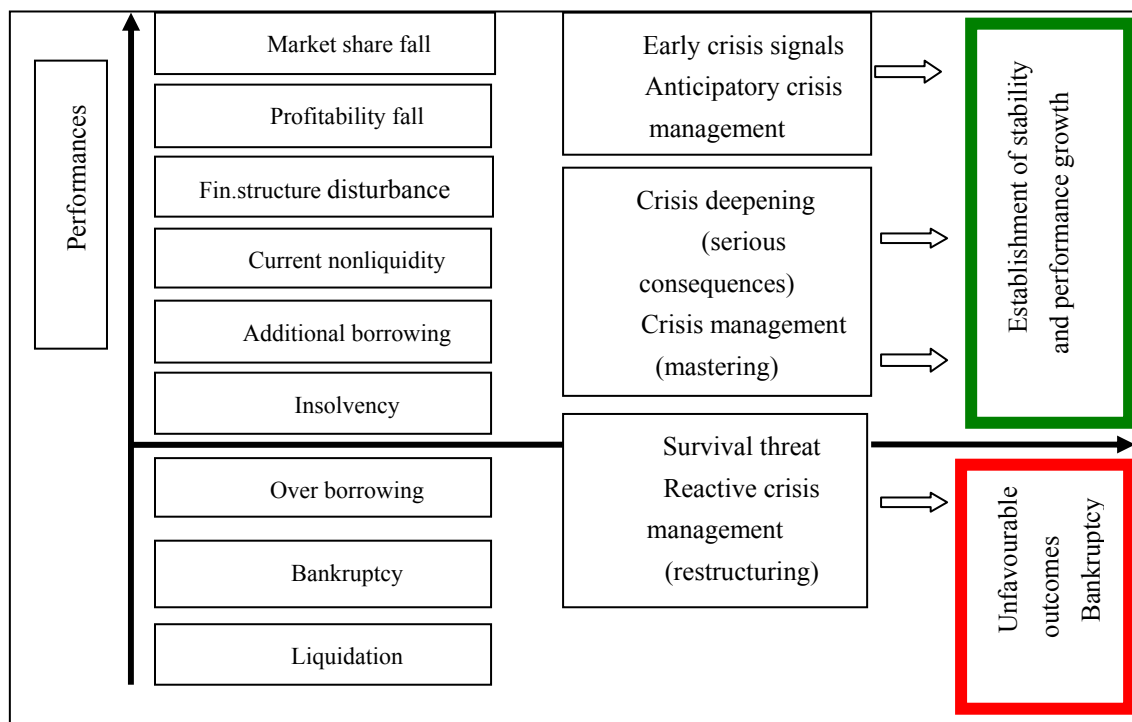 Performances
Market share fall
Profitability fall
Fin.structure disturbance
Current nonliquidity
Additional borrowing
Insolvency
Over borrowing
Bankruptcy
Liquidation
Early crisis signals
Anticipatory crisis
management
Crisis deepening
(serious
consequences)
Crisis management
(mastering)
Survival threat
Reactive crisis
management
(restructuring)
Establishment of stability
and performance growth
Unfavourable
outcomes
Bankruptcy